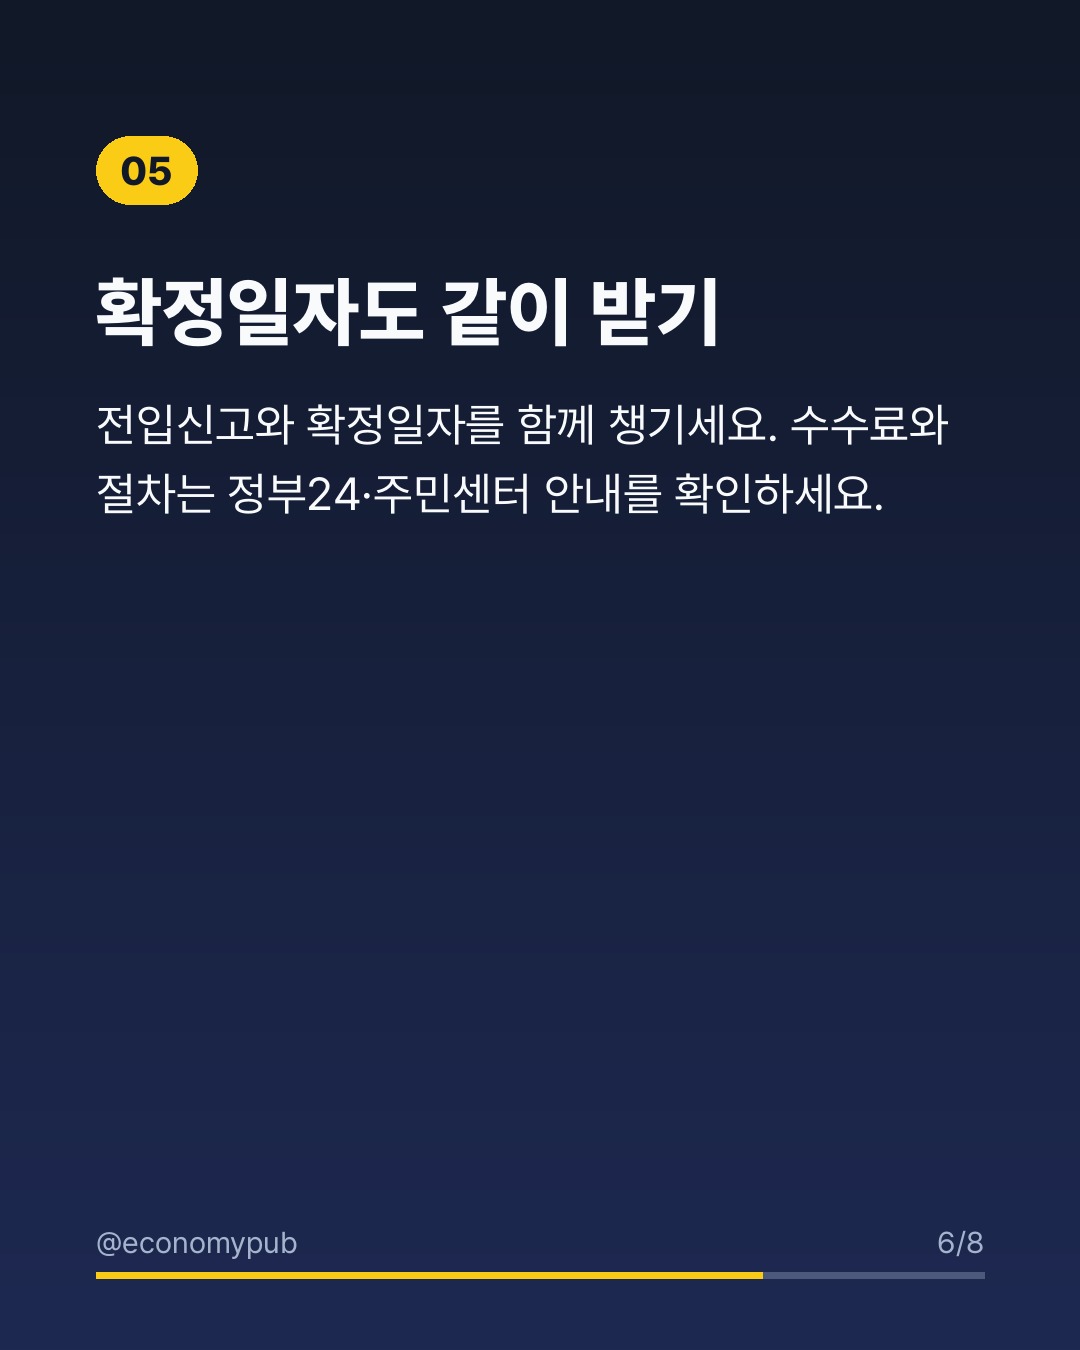 05
확정일자도 같이 받기
전입신고와 확정일자를 함께 챙기세요. 수수료와
절차는 정부24·주민센터 안내를 확인하세요.
@economypub
6/8